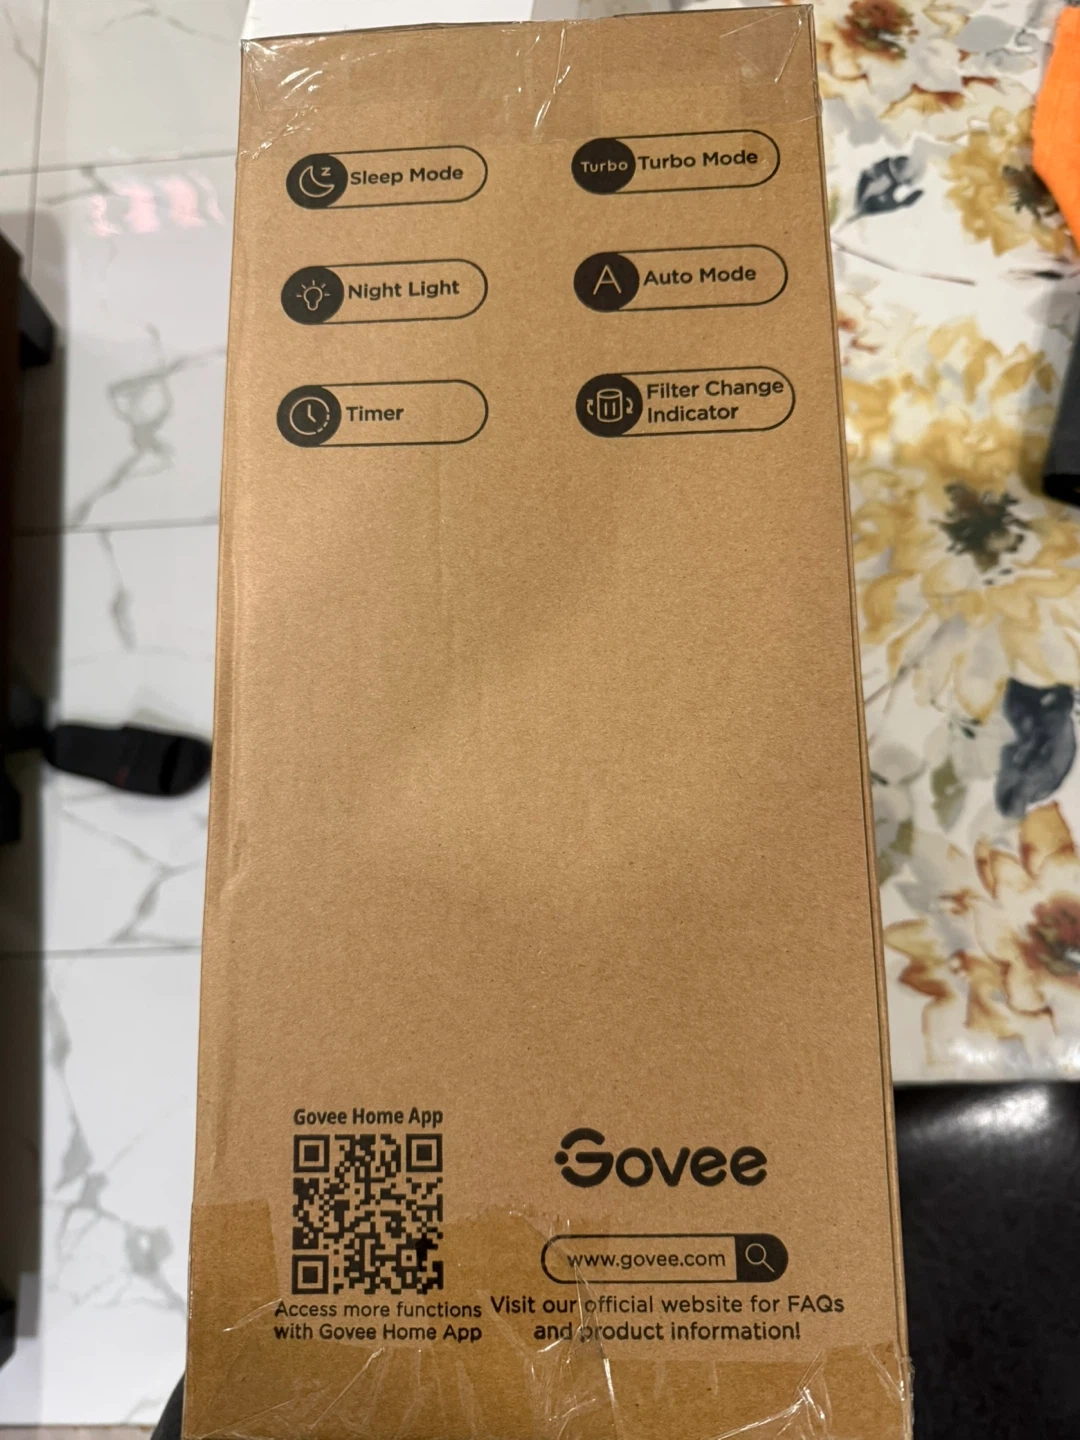 Sleep Mode
Turbo Turbo Mode
Night Light
A Auto Mode
Timer
Filter Change
Indicator
Govee Home App
Access more functions
with Govee Home App
Govee
www.govee.com
Visit our official website for FAQs
and product information!